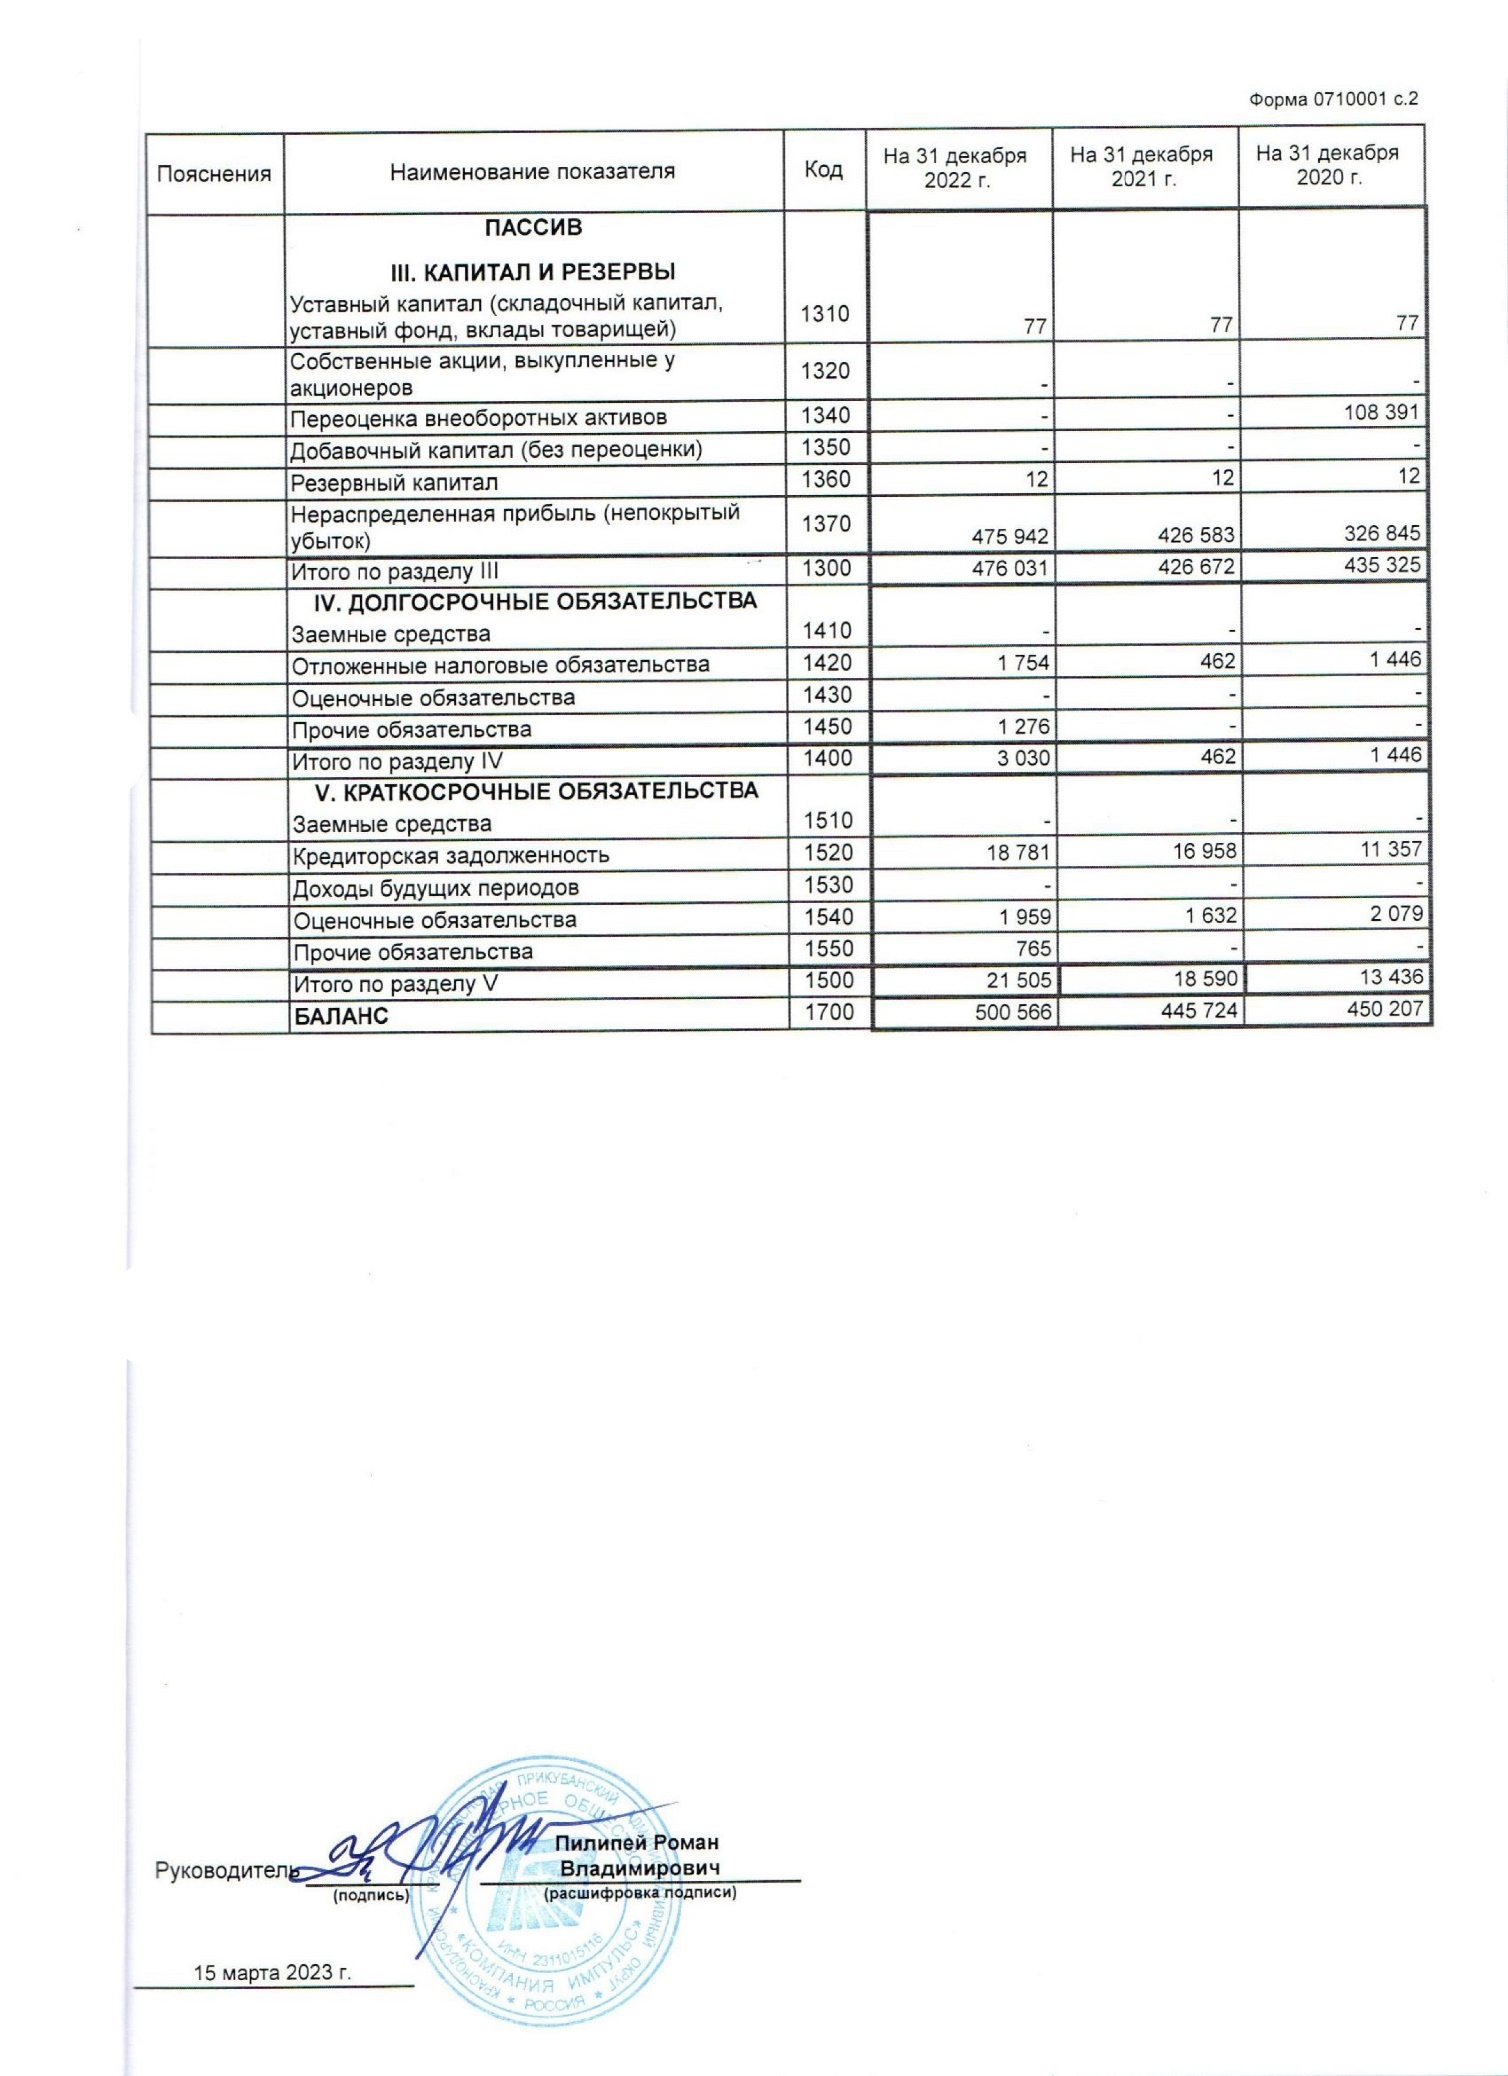 Форма 0710001 с.2
Пояснения Наименование показателя Код На 31 декабря 2022 г. На 31 декабря 2021 г. На 31 декабря 2020 г.
ПАССИВ
III. КАПИТАЛ И РЕЗЕРВЫ
Уставный капитал (складочный капитал,
уставный фонд, вклады товарищей) 1310 77 77 77
Собственные акции, выкупленные у
акционеров 1320 - - -
Переоценка внеоборотных активов 1340 - - 108 391
Добавочный капитал (без переоценки) 1350 - - -
Резервный капитал 1360 12 12 12
Нераспределенная прибыль (непокрытый
убыток) 1370 475 942 426 583 326 845
Итого по разделу III 1300 476 031 426 672 435 325
IV. ДОЛГОСРОЧНЫЕ ОБЯЗАТЕЛЬСТВА
Заемные средства 1410 - - -
Отложенные налоговые обязательства 1420 1 754 462 1 446
Оценочные обязательства 1430 - - -
Прочие обязательства 1450 1 276 - -
Итого по разделу IV 1400 3 030 462 1 446
V. КРАТКОСРОЧНЫЕ ОБЯЗАТЕЛЬСТВА
Заемные средства 1510 - - -
Кредиторская задолженность 1520 18 781 16 958 11 357
Доходы будущих периодов 1530 - - -
Оценочные обязательства 1540 1 959 1 632 2 079
Прочие обязательства 1550 765 - -
Итого по разделу V 1500 21 505 18 590 13 436
БАЛАНС 1700 500 566 445 724 450 207
Руководитель
(подпись)
Пилипей Роман
Владимирович
(расшифровка подписи)
15 марта 2023 г.
ПРИКУБАНСКИЙ
ОКРУГ * РОССИЯ * КРАСНОДАРСКИЙ КРАЙ
ОБЩЕСТВО
«КОМПАНИЯ ИМПУЛЬС»
ИНН 2311015116